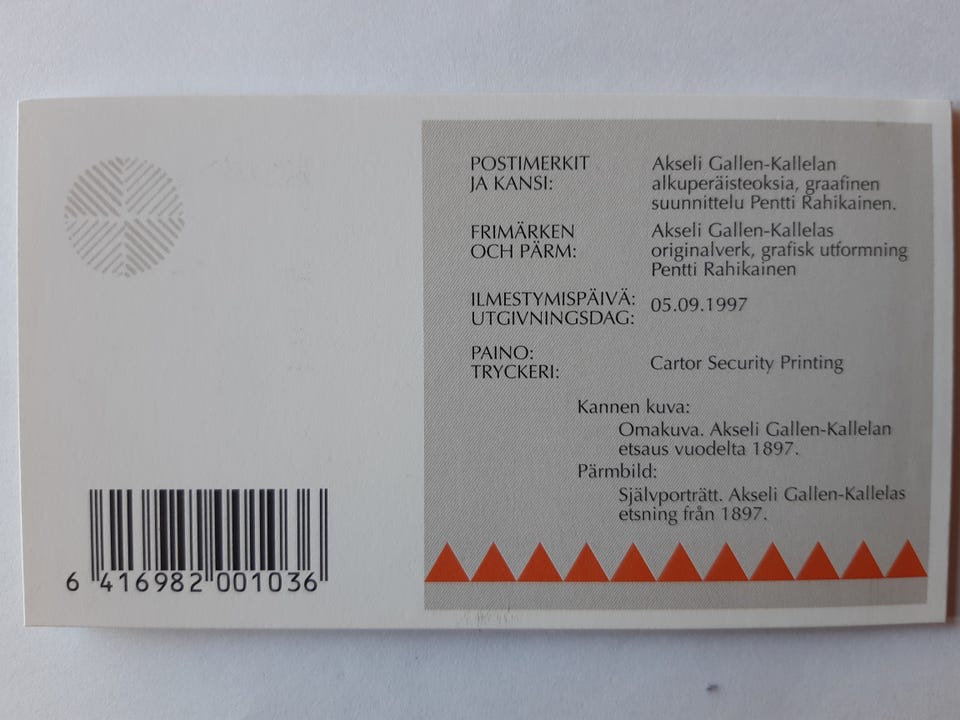 POSTIMERKIT
JA KANSI:
Akseli Gallen-Kallelan
alkuperäisteoksia, graafinen
suunnittelu Pentti Rahikainen.
FRIMÄRKEN
OCH PÄRM:
Akseli Gallen-Kallelas
originalverk, grafisk utformning
Pentti Rahikainen
ILMESTYMISPÄIVÄ:
UTGIVNINGSDAG:
05.09.1997
PAINO:
TRYCKERI:
Cartor Security Printing
Kannen kuva:
Omakuva. Akseli Gallen-Kallelan
etsaus vuodelta 1897.
Pärmbild:
Självporträtt. Akseli Gallen-Kallelas
etsning från 1897.
6 416982 001036